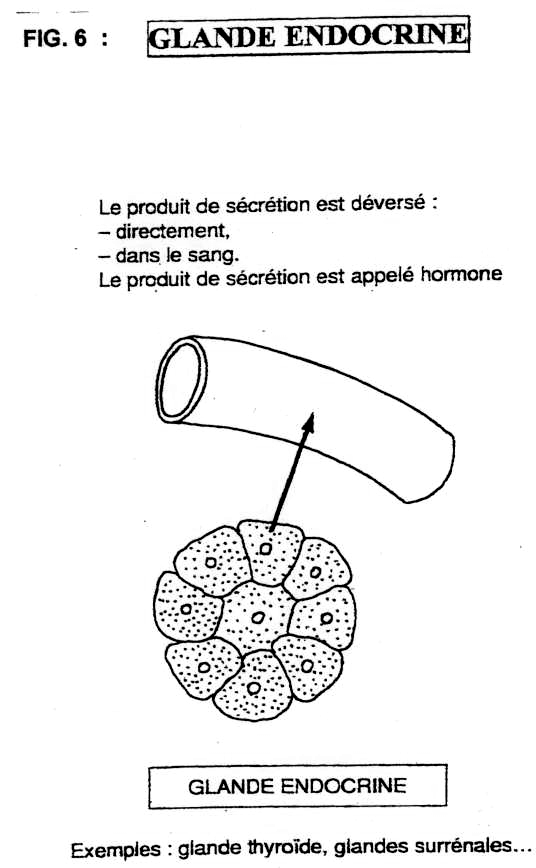 FIG. 6 : GLANDE ENDOCRINE
Le produit de sécrétion est déversé :
– directement,
– dans le sang.
Le produit de sécrétion est appelé hormone
GLANDE ENDOCRINE
Exemples : glande thyroïde, glandes surrénales...